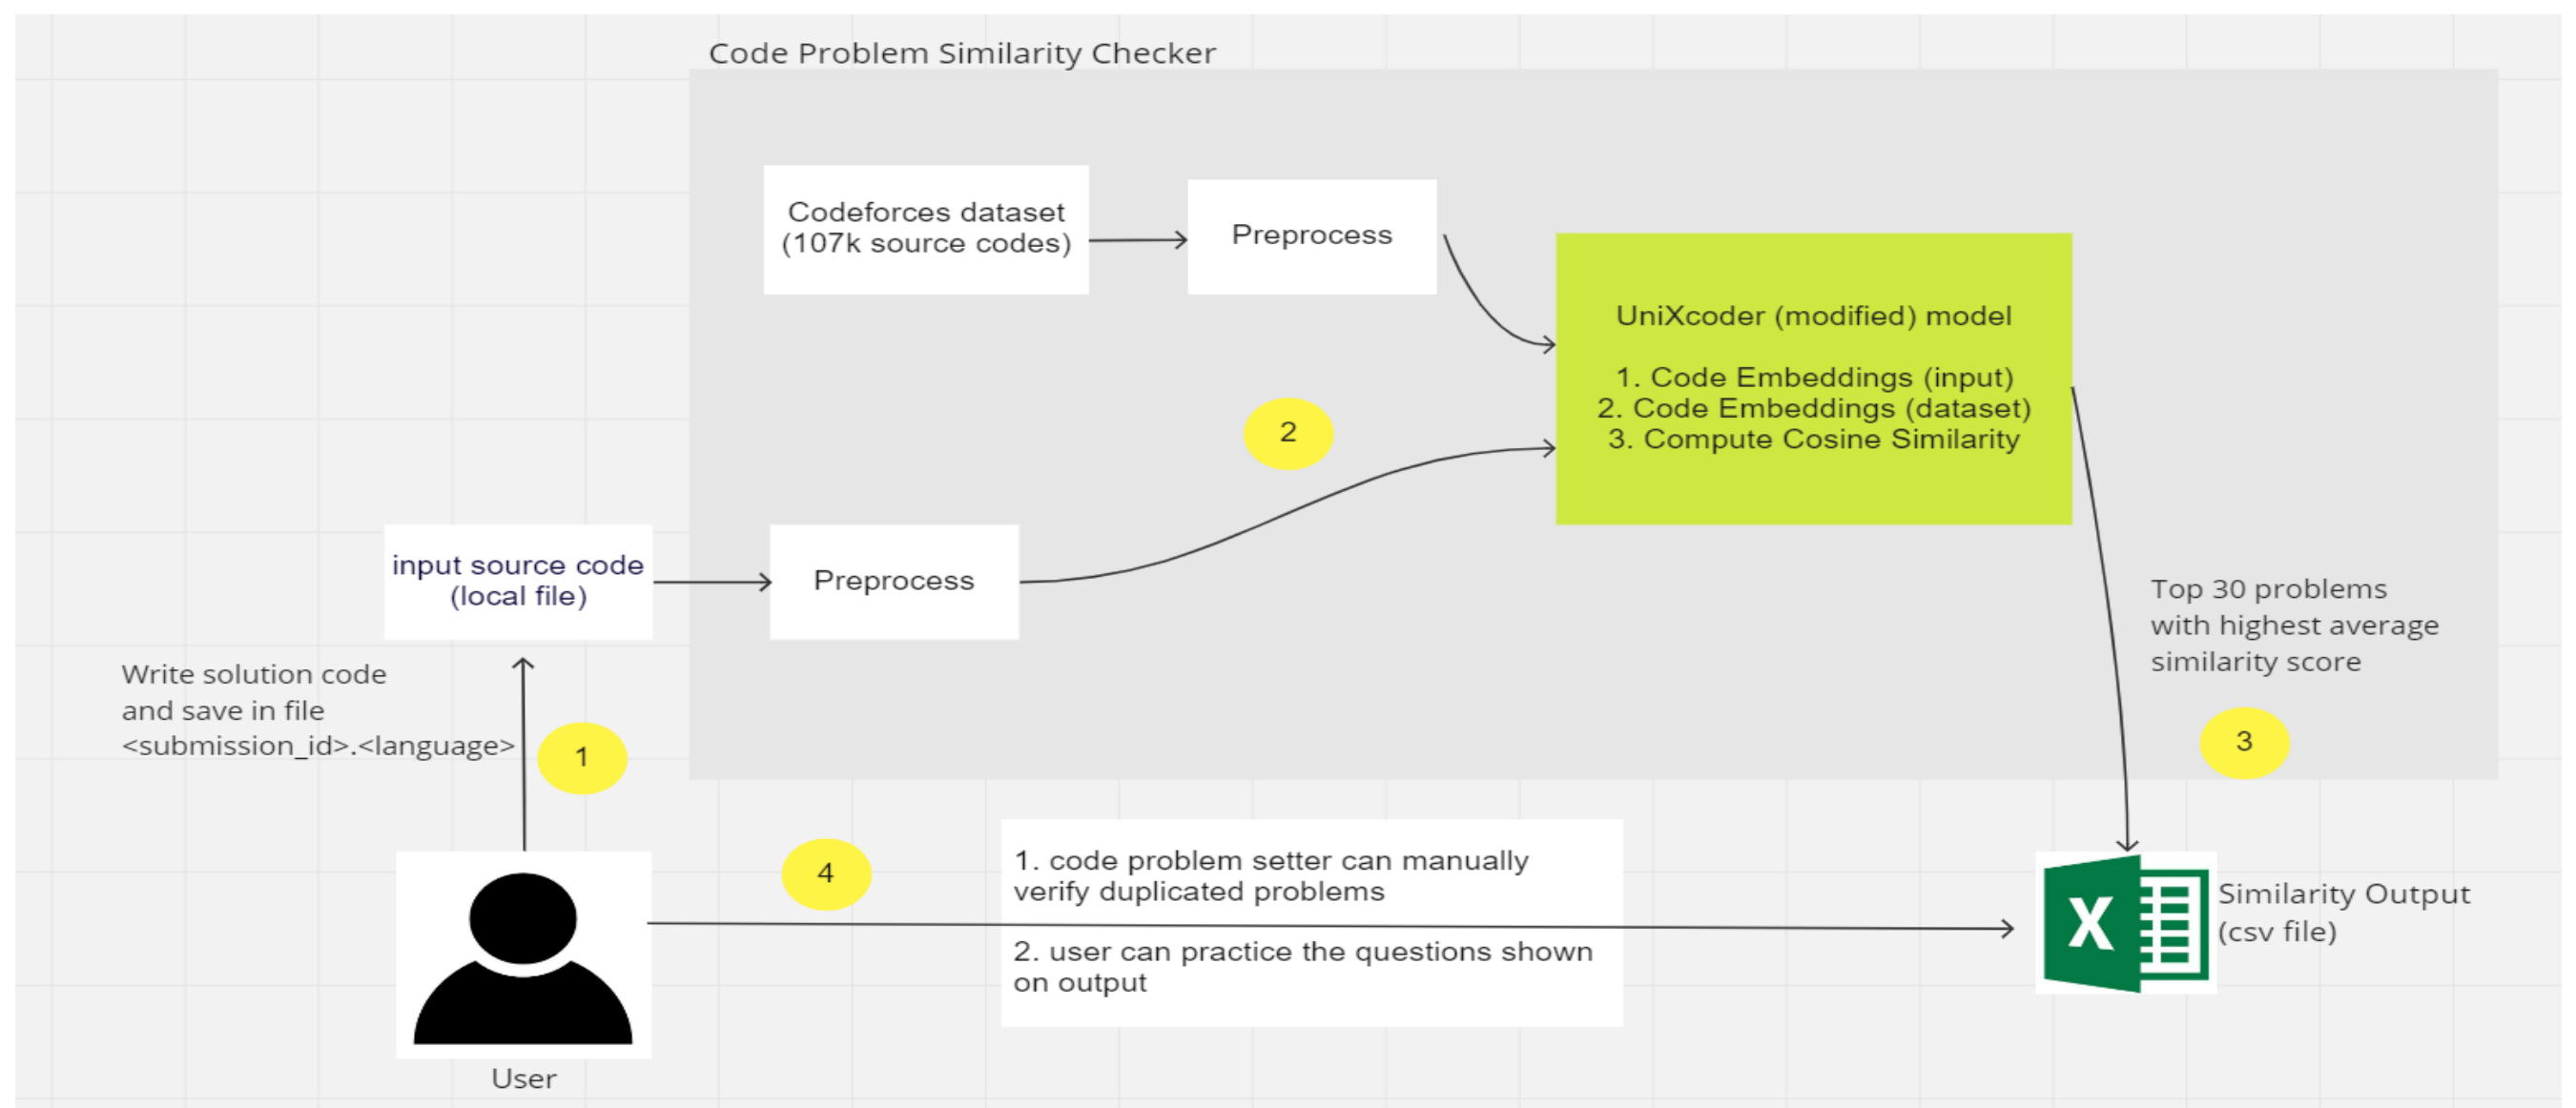 Code Problem Similarity Checker
Codeforces dataset
(107k source codes)
Preprocess
UniXcoder (modified) model
1. Code Embeddings (input)
2. Code Embeddings (dataset)
3. Compute Cosine Similarity
2
input source code
(local file)
Preprocess
Top 30 problems
with highest average
similarity score
3
Write solution code
and save in file
<submission_id>.<language>
1
4
1. code problem setter can manually
verify duplicated problems
2. user can practice the questions shown
on output
X
Similarity Output
(csv file)
User